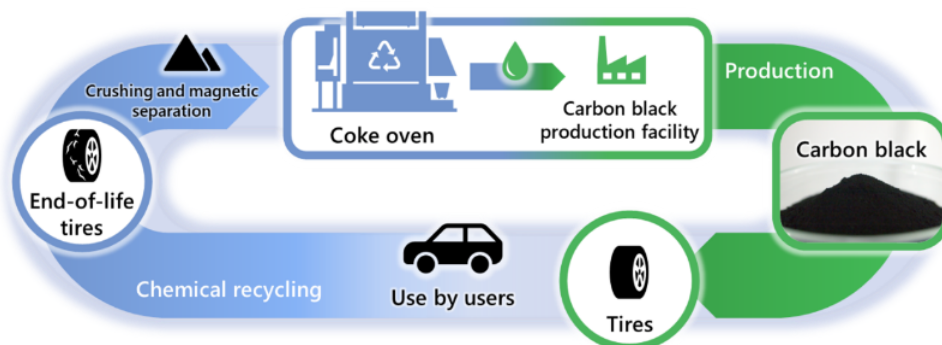 Crushing and magnetic
separation
Coke oven
Carbon black
production facility
Production
Carbon black
End-of-life
tires
Chemical recycling
Use by users
Tires